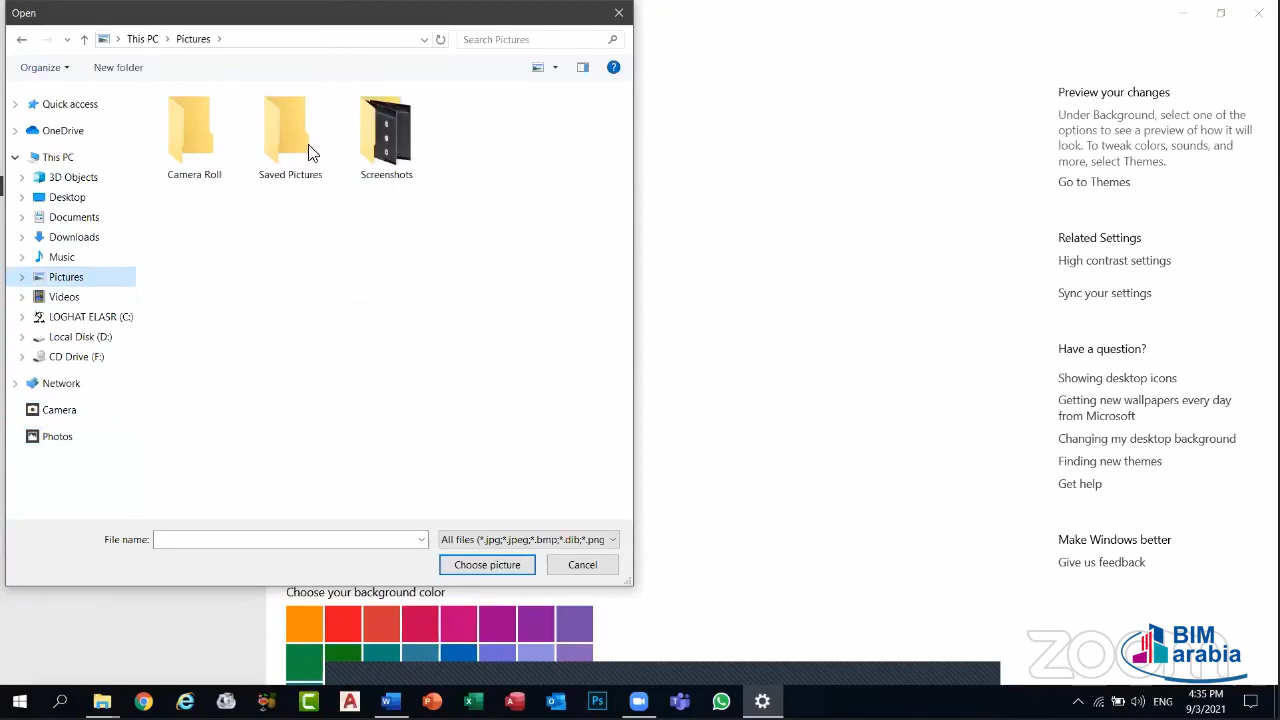 Open
This PC
Pictures
Search Pictures
Organize
New folder
Quick access
OneDrive
This PC
3D Objects
Desktop
Documents
Downloads
Music
Pictures
Videos
LOGHAT ELASR (C:)
Local Disk (D:)
CD Drive (F:)
Network
Camera
Photos
Camera Roll
Saved Pictures
Screenshots
File name:
All files (*.jpg;*.jpeg;*.bmp;*.dib;*.png
Choose picture
Cancel
Choose your background color
Preview your changes
Under Background, select one of the
options to see a preview of how it will
look. To tweak colors, sounds, and
more, select Themes.
Go to Themes
Related Settings
High contrast settings
Sync your settings
Have a question?
Showing desktop icons
Getting new wallpapers every day
from Microsoft
Changing my desktop background
Finding new themes
Get help
Make Windows better
Give us feedback
zoom
BIM
arabia
ENG
4:35 PM
9/3/2021